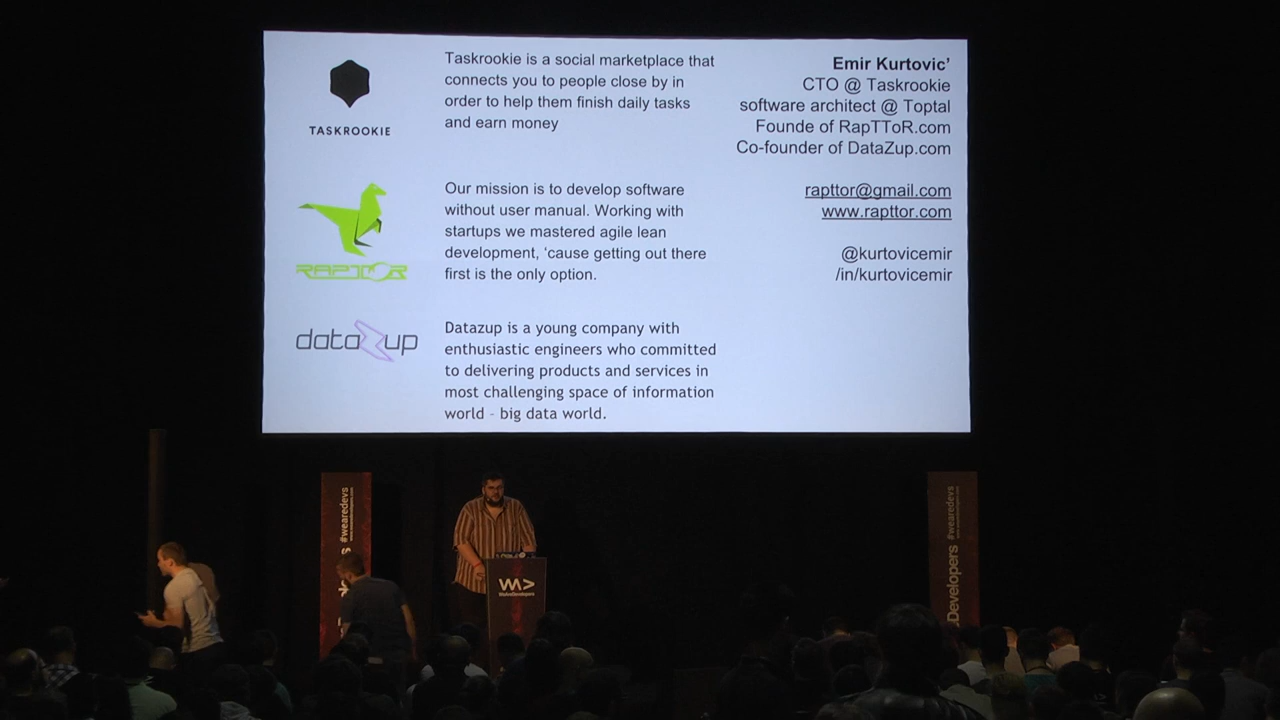 TASKROOKIE
Taskrookie is a social marketplace that
connects you to people close by in
order to help them finish daily tasks
and earn money
RAPTOR
Our mission is to develop software
without user manual. Working with
startups we mastered agile lean
development, ‘cause getting out there
first is the only option.
datazup
Datazup is a young company with
enthusiastic engineers who committed
to delivering products and services in
most challenging space of information
world - big data world.
Emir Kurtovic’
CTO @ Taskrookie
software architect @ Toptal
Founde of RapTToR.com
Co-founder of DataZup.com
rapttor@gmail.com
www.rapttor.com
@kurtovicemir
/in/kurtovicemir
#wearedevs
WeAreDevelopers
Developers
#wearedevs